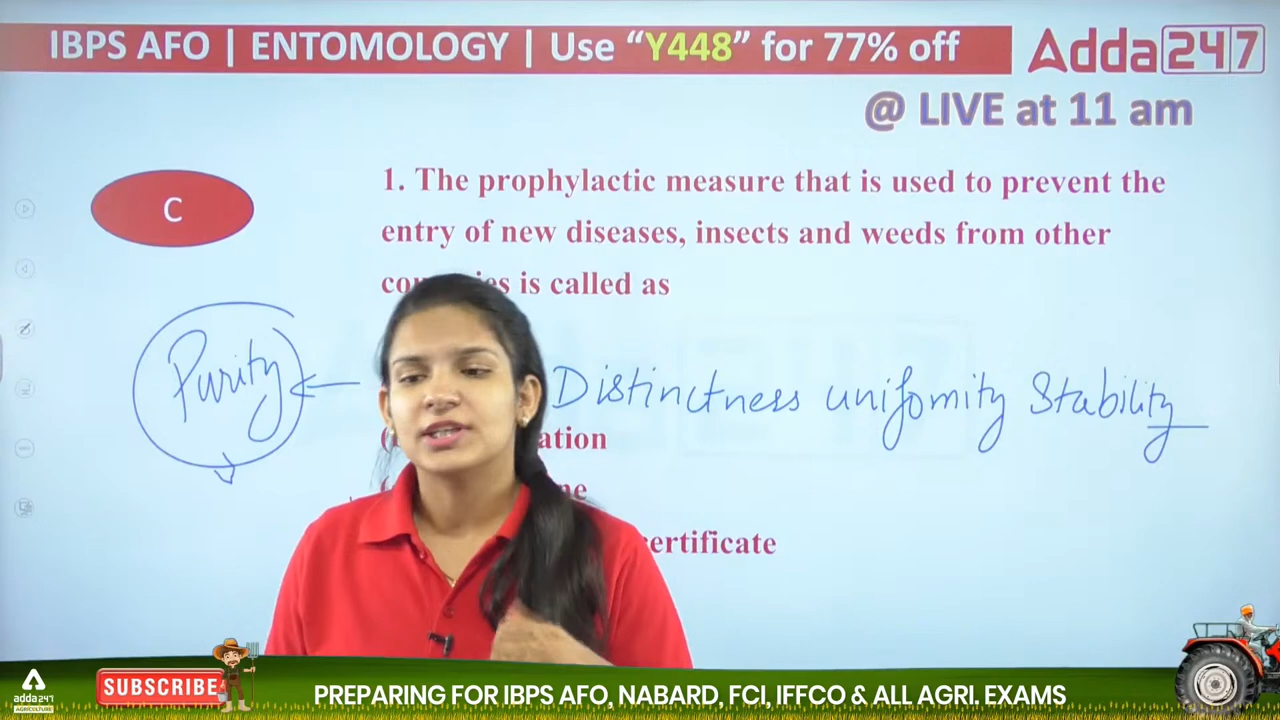 IBPS AFO | ENTOMOLOGY | Use “Y448” for 77% off
Adda247
@ LIVE at 11 am
C
1. The prophylactic measure that is used to prevent the
entry of new diseases, insects and weeds from other
is called as
Purity
Distinctness uniformity Stability
certificate
adda247
AGRICULTURE
SUBSCRIBE
PREPARING FOR IBPS AFO, NABARD, FCI, IFFCO & ALL AGRI. EXAMS